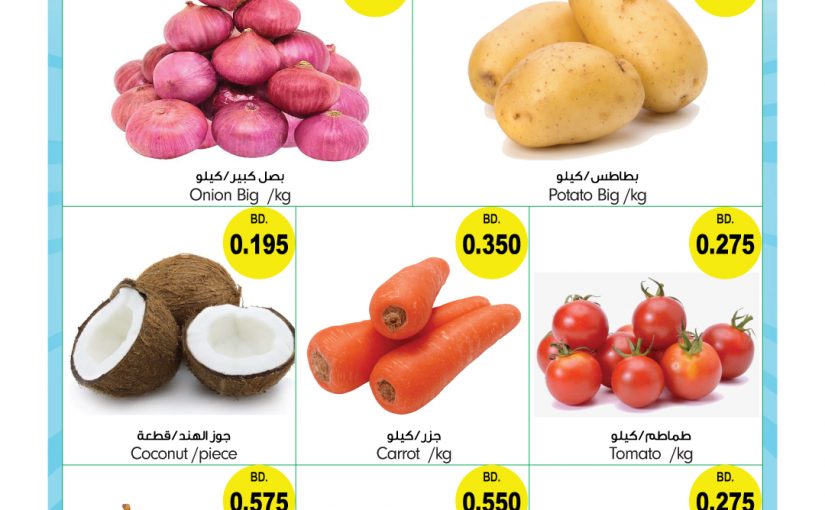 بصل كبير/كيلو
Onion Big /kg
بطاطس/كيلو
Potato Big /kg
BD.
0.195
BD.
0.350
BD.
0.275
جوز الهند/قطعة
Coconut /piece
جزر/كيلو
Carrot /kg
طماطم/كيلو
Tomato /kg
BD.
0.575
BD.
0.550
BD.
0.275